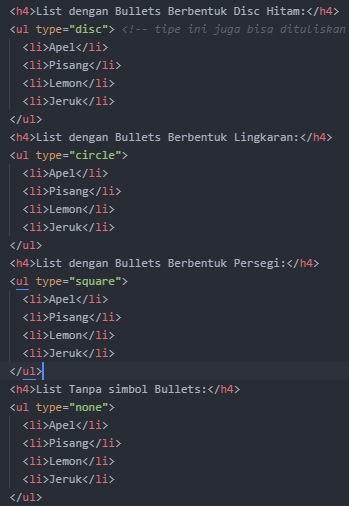 <h4>List dengan Bullets Berbentuk Disc Hitam:</h4>
<ul type="disc"> <!-- tipe ini juga bisa dituliskan
<li>Apel</li>
<li>Pisang</li>
<li>Lemon</li>
<li>Jeruk</li>
</ul>
<h4>List dengan Bullets Berbentuk Lingkaran:</h4>
<ul type="circle">
<li>Apel</li>
<li>Pisang</li>
<li>Lemon</li>
<li>Jeruk</li>
</ul>
<h4>List dengan Bullets Berbentuk Persegi:</h4>
<ul type="square">
<li>Apel</li>
<li>Pisang</li>
<li>Lemon</li>
<li>Jeruk</li>
</ul>
<h4>List Tanpa simbol Bullets:</h4>
<ul type="none">
<li>Apel</li>
<li>Pisang</li>
<li>Lemon</li>
<li>Jeruk</li>
</ul>